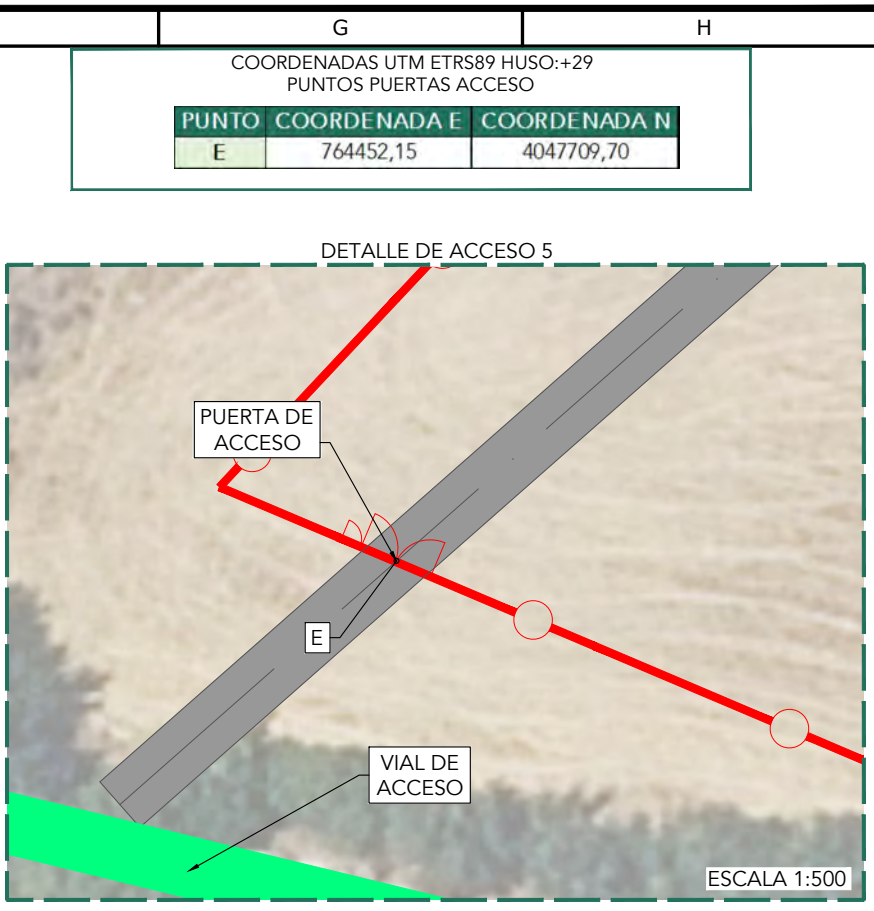 G H
COORDENADAS UTM ETRS89 HUSO:+29
PUNTOS PUERTAS ACCESO
PUNTO COORDENADA E COORDENADA N
E 764452,15 4047709,70
DETALLE DE ACCESO 5
PUERTA DE
ACCESO
E
VIAL DE
ACCESO
ESCALA 1:500